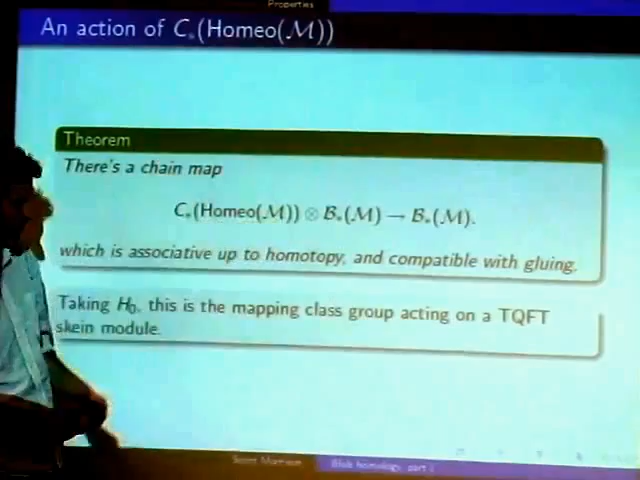 Properties
An action of C*(Homeo(M))
Theorem
There's a chain map
C*(Homeo(M)) ⊗ B*(M) → B*(M).
which is associative up to homotopy, and compatible with gluing.
Taking H0, this is the mapping class group acting on a TQFT
skein module.
Scott Morrison
Blob homology, part I